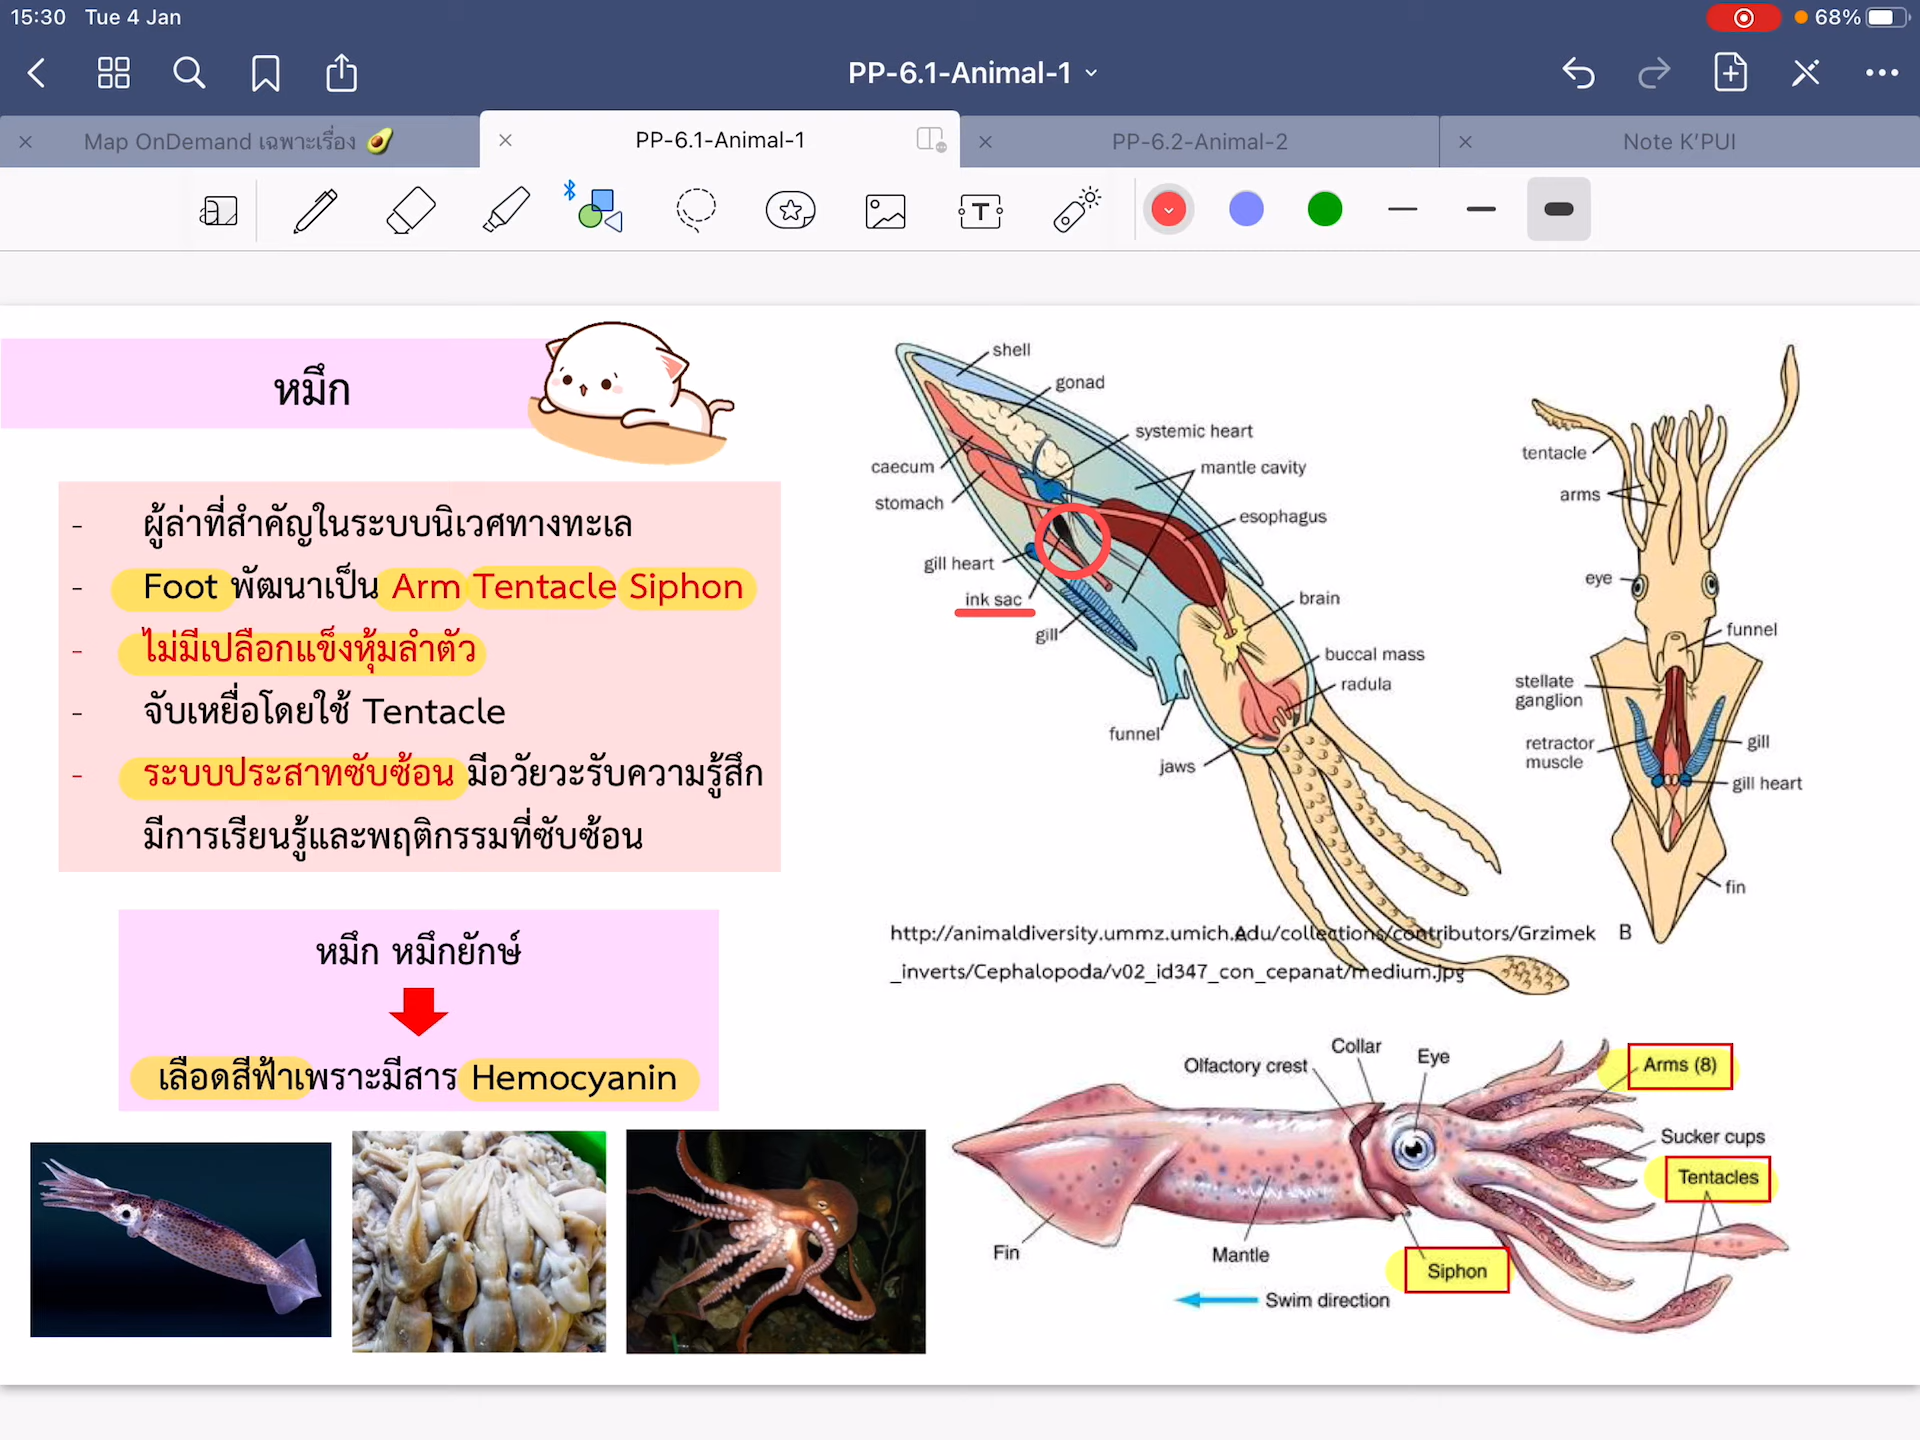 15:30 Tue 4 Jan
68%
PP-6.1-Animal-1
Map OnDemand เฉพาะเรื่อง 🥑
PP-6.1-Animal-1
PP-6.2-Animal-2
Note K'PUI
หมึก
- ผู้ล่าที่สำคัญในระบบนิเวศทางทะเล
- Foot พัฒนาเป็น Arm Tentacle Siphon
- ไม่มีเปลือกแข็งหุ้มลำตัว
- จับเหยื่อโดยใช้ Tentacle
- ระบบประสาทซับซ้อน มีอวัยวะรับความรู้สึก
มีการเรียนรู้และพฤติกรรมที่ซับซ้อน
หมึก หมึกยักษ์
เลือดสีฟ้าเพราะมีสาร Hemocyanin
shell
gonad
systemic heart
mantle cavity
caecum
stomach
esophagus
gill heart
ink sac
gill
brain
buccal mass
radula
funnel
jaws
tentacle
arms
eye
funnel
stellate
ganglion
retractor
muscle
gill
gill heart
fin
http://animaldiversity.ummz.umich.edu/collections/contributors/Grzimek
_inverts/Cephalopoda/v02_id347_con_cepanat/medium.jpg
A
B
Collar
Eye
Olfactory crest
Arms (8)
Sucker cups
Tentacles
Fin
Mantle
Siphon
Swim direction